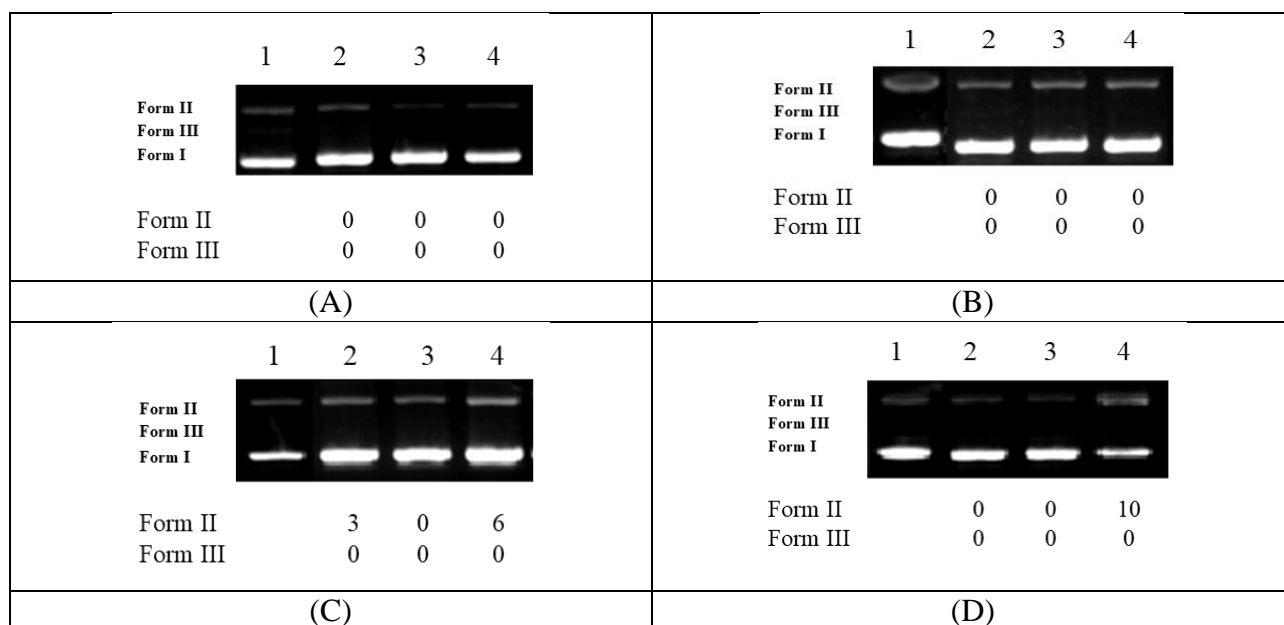 1 2 3 4
Form II
Form III
Form I
Form II 0 0 0
Form III 0 0 0
(A)
1 2 3 4
Form II
Form III
Form I
Form II 0 0 0
Form III 0 0 0
(B)
1 2 3 4
Form II
Form III
Form I
Form II 3 0 6
Form III 0 0 0
(C)
1 2 3 4
Form II
Form III
Form I
Form II 0 0 10
Form III 0 0 0
(D)